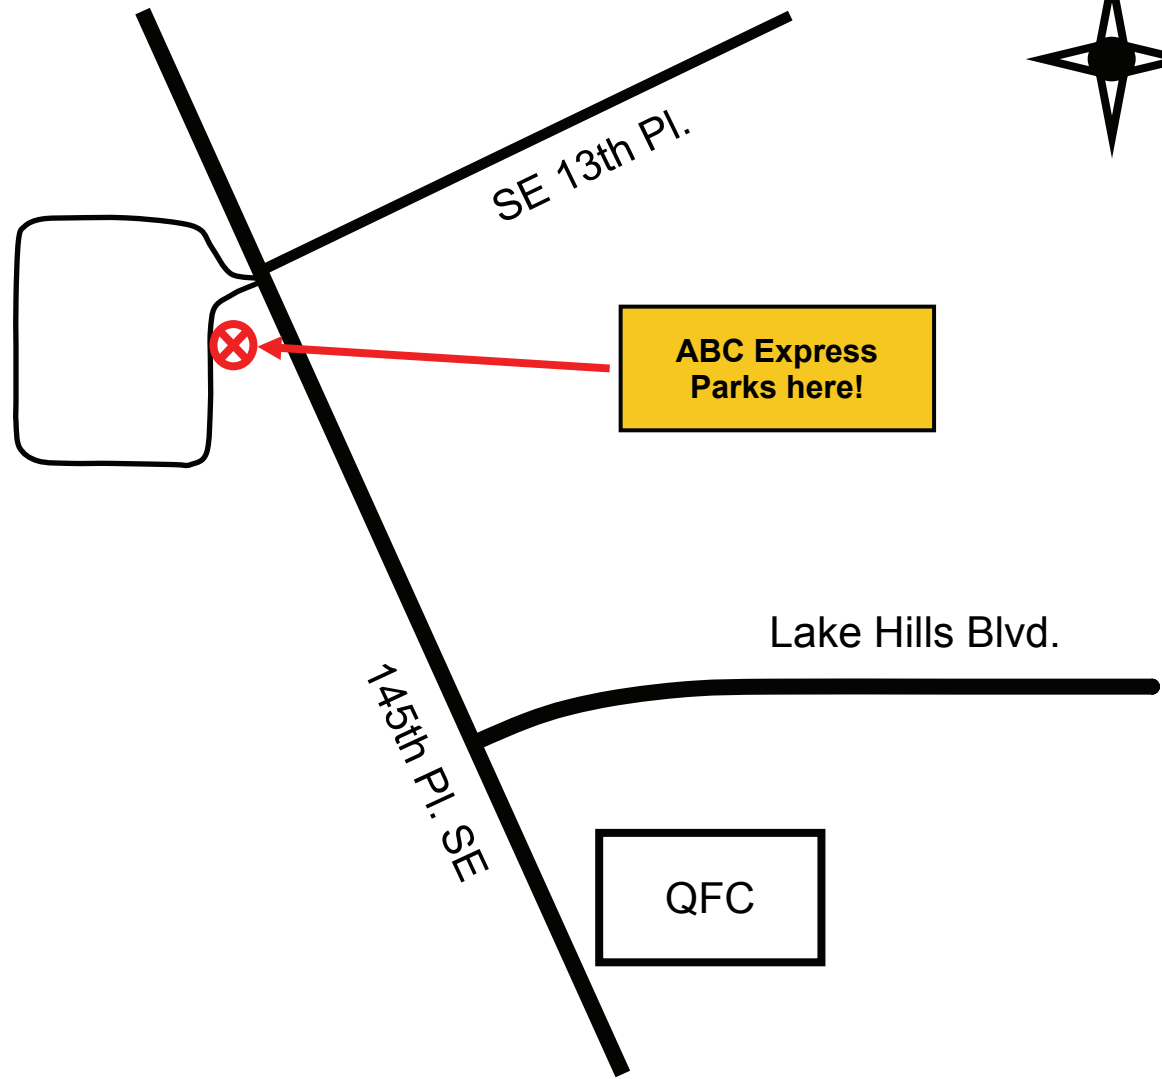 SE 13th Pl.
ABC Express
Parks here!
Lake Hills Blvd.
145th Pl. SE
QFC